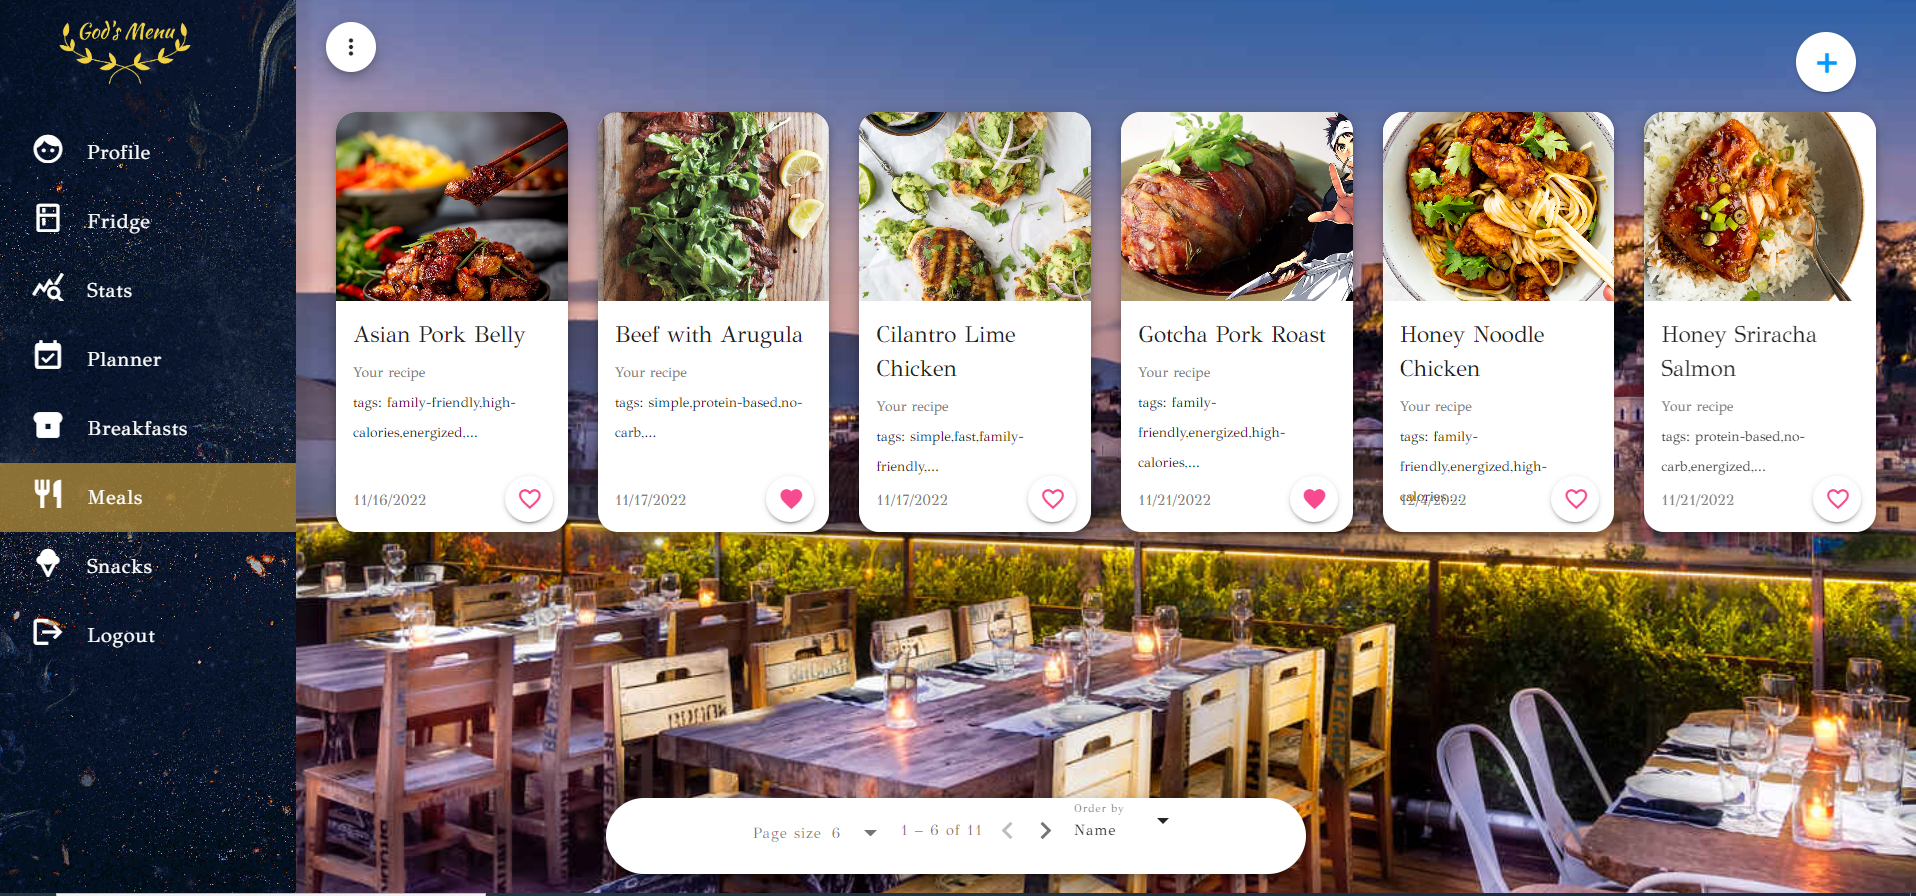 God's Menu
Profile
Fridge
Stats
Planner
Breakfasts
Meals
Snacks
Logout
Asian Pork Belly
Your recipe
tags: family-friendly,high-
calories,energized,...
11/16/2022
Beef with Arugula
Your recipe
tags: simple,protein-based,no-
carb,...
11/17/2022
Cilantro Lime
Chicken
Your recipe
tags: simple,fast,family-
friendly,...
11/17/2022
Gotcha Pork Roast
Your recipe
tags: family-
friendly,energized,high-
calories,...
11/21/2022
Honey Noodle
Chicken
Your recipe
tags: family-
friendly,energized,high-
calories,...
12/4/2022
Honey Sriracha
Salmon
Your recipe
tags: protein-based,no-
carb,energized,...
11/21/2022
Page size 6
1 – 6 of 11
Order by
Name